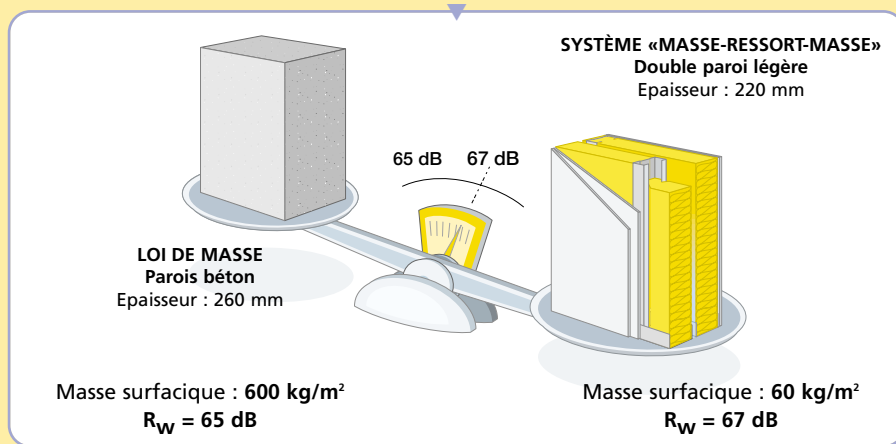 SYSTÈME «MASSE-RESSORT-MASSE»
Double paroi légère
Epaisseur : 220 mm
65 dB 67 dB
LOI DE MASSE
Parois béton
Epaisseur : 260 mm
Masse surfacique : 600 kg/m²
RW = 65 dB
Masse surfacique : 60 kg/m²
RW = 67 dB